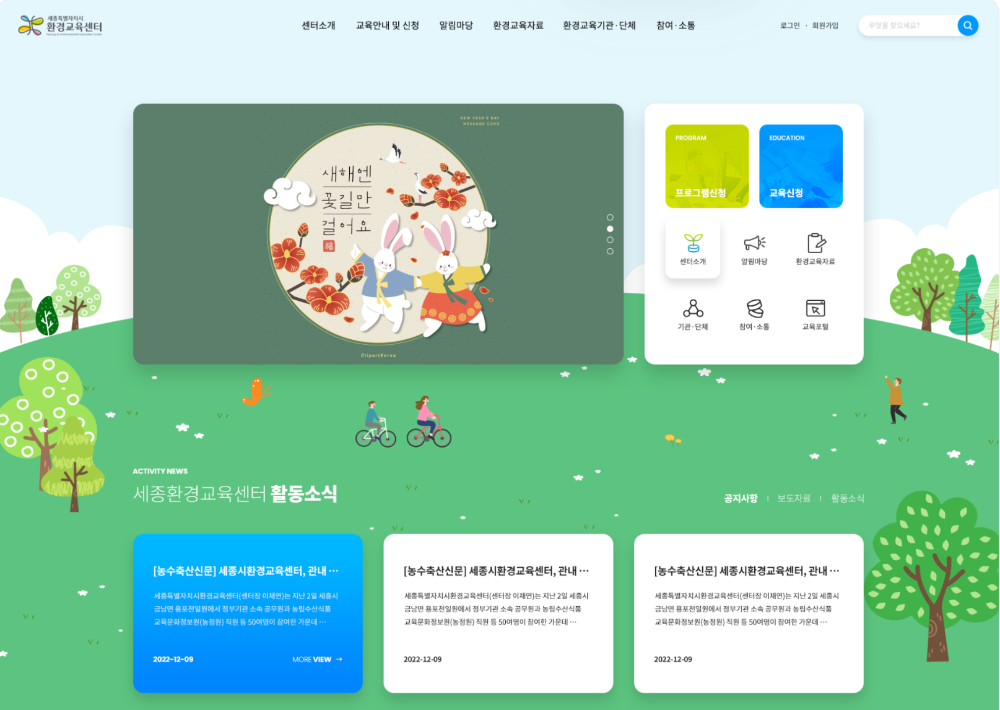 세종특별자치시
환경교육센터
센터소개
교육안내 및 신청
알림마당
환경교육자료
환경교육기관·단체
참여·소통
로그인 · 회원가입
무엇을 찾으세요?
NEW YEAR'S DAY
MESSAGE CARD
새해엔
꽃길만
걸어요
福
ClipartKorea
PROGRAM
프로그램신청
EDUCATION
교육신청
센터소개
알림마당
환경교육자료
기관·단체
참여·소통
교육포털
ACTIVITY NEWS
세종환경교육센터 활동소식
공지사항 | 보도자료 | 활동소식
[농수축산신문] 세종시환경교육센터, 관내 ···
세종특별자치시환경교육센터(센터장 이채연)는 지난 2일 세종시
금남면 용포천일원에서 정부기관 소속 공무원과 농림수산식품
교육문화정보원(농정원) 직원 등 50여명이 참여한 가운데 ···
2022-12-09
MORE VIEW →
[농수축산신문] 세종시환경교육센터, 관내 ···
세종특별자치시환경교육센터(센터장 이채연)는 지난 2일 세종시
금남면 용포천일원에서 정부기관 소속 공무원과 농림수산식품
교육문화정보원(농정원) 직원 등 50여명이 참여한 가운데 ···
2022-12-09
[농수축산신문] 세종시환경교육센터, 관내 ···
세종특별자치시환경교육센터(센터장 이채연)는 지난 2일 세종시
금남면 용포천일원에서 정부기관 소속 공무원과 농림수산식품
교육문화정보원(농정원) 직원 등 50여명이 참여한 가운데 ···
2022-12-09